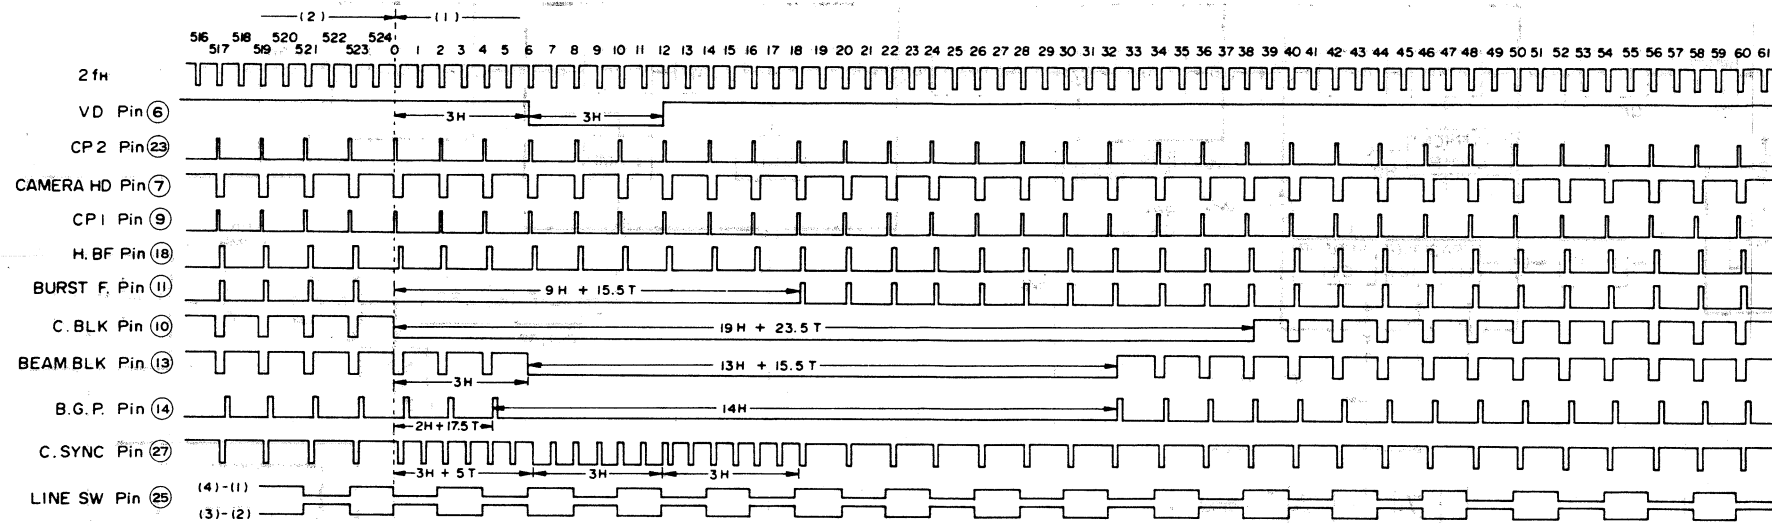 (2) (1)
516 517 518 519 520 521 522 523 524 0 1 2 3 4 5 6 7 8 9 10 11 12 13 14 15 16 17 18 19 20 21 22 23 24 25 26 27 28 29 30 31 32 33 34 35 36 37 38 39 40 41 42 43 44 45 46 47 48 49 50 51 52 53 54 55 56 57 58 59 60 61
2 fH
VD Pin 6 3H 3H
CP2 Pin 23
CAMERA HD Pin 7
CP1 Pin 9
H.BF Pin 18
BURST F. Pin 11 9H + 15.5T
C.BLK Pin 10 19H + 23.5T
BEAM BLK Pin 13 13H + 15.5T
3H
B.G.P. Pin 14 14H
2H+17.5T
C.SYNC Pin 27
3H + 5T 3H 3H
LINE SW Pin 25 (4)-(1)
(3)-(2)